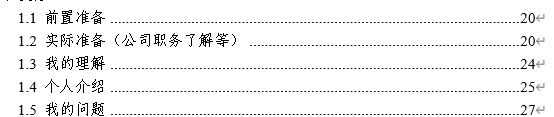 1.1 前置准备 20
1.2 实际准备（公司职务了解等） 20
1.3 我的理解 24
1.4 个人介绍 25
1.5 我的问题 27